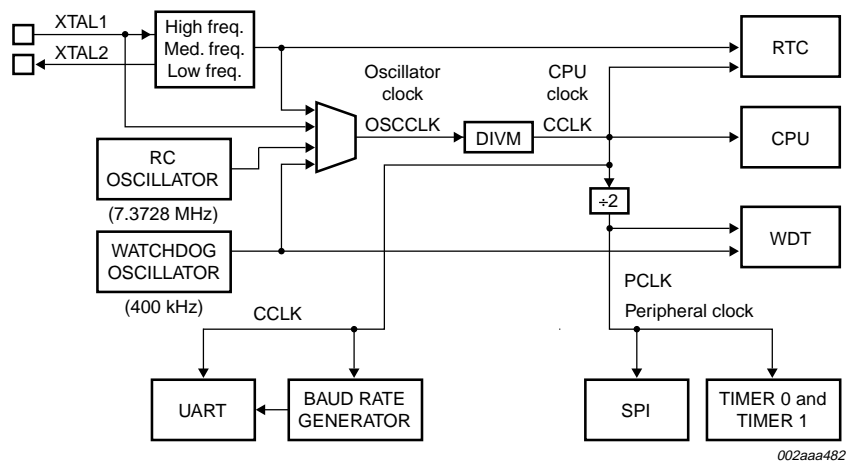 XTAL1
XTAL2
High freq.
Med. freq.
Low freq.
RTC
Oscillator
clock
CPU
clock
OSCCLK
DIVM
CCLK
CPU
RC
OSCILLATOR
(7.3728 MHz)
÷2
WATCHDOG
OSCILLATOR
(400 kHz)
WDT
PCLK
CCLK
Peripheral clock
UART
BAUD RATE
GENERATOR
SPI
TIMER 0 and
TIMER 1
002aaa482